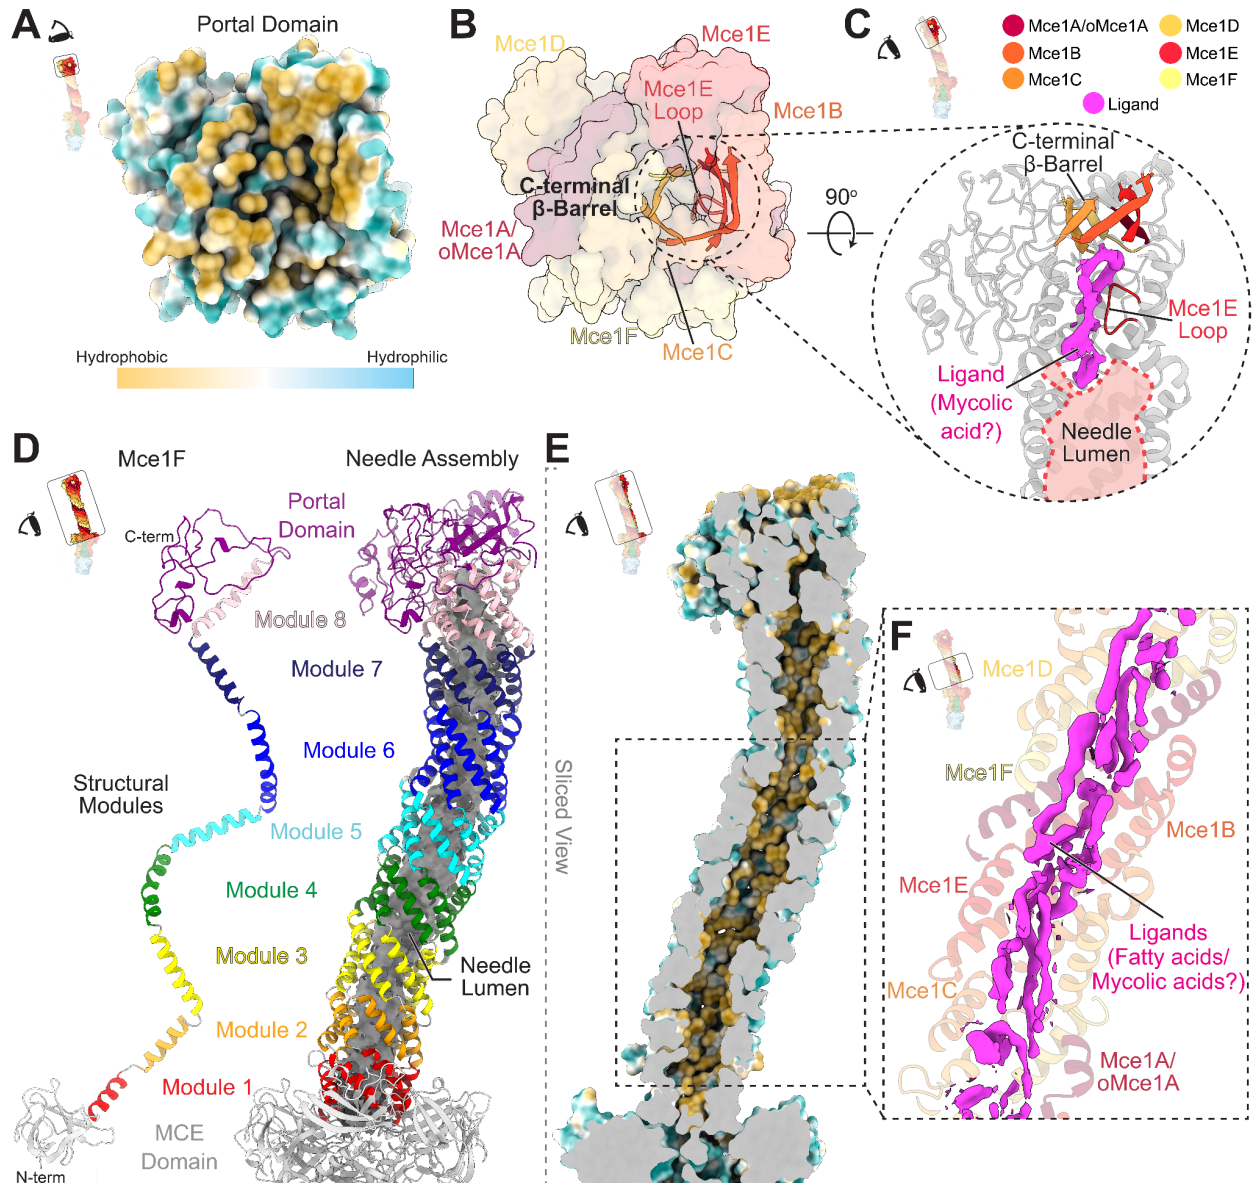 A
Portal Domain
Hydrophobic
Hydrophilic
B
Mce1D
Mce1E
Mce1E
Loop
Mce1B
C-terminal
β-Barrel
Mce1A/
oMce1A
Mce1F
Mce1C
90º
C
Mce1A/oMce1A
Mce1B
Mce1C
Mce1D
Mce1E
Mce1F
Ligand
C-terminal
β-Barrel
Mce1E
Loop
Ligand
(Mycolic
acid?)
Needle
Lumen
D
Mce1F
Needle Assembly
C-term
Portal
Domain
Module 8
Module 7
Module 6
Structural
Modules
Module 5
Module 4
Module 3
Needle
Lumen
Module 2
Module 1
MCE
Domain
N-term
E
Sliced View
F
Mce1D
Mce1F
Mce1B
Mce1E
Ligands
(Fatty acids/
Mycolic acids?)
Mce1C
Mce1A/
oMce1A